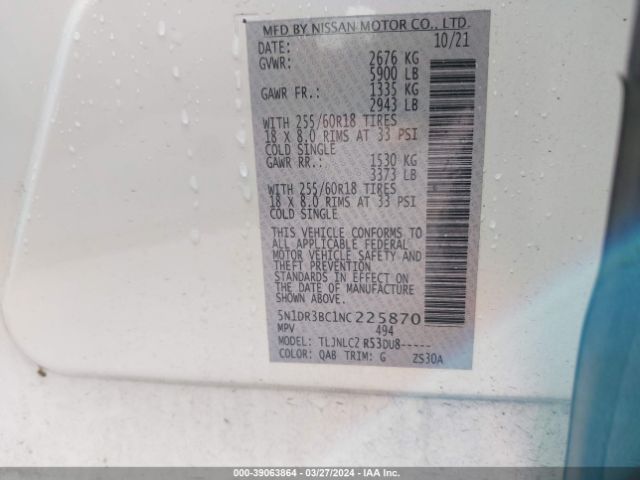 MFD BY NISSAN MOTOR CO., LTD.
DATE: 10/21
GVWR: 2676 KG
5900 LB
GAWR FR.: 1335 KG
2943 LB
WITH 255/60R18 TIRES
18 X 8.0 RIMS AT 33 PSI
COLD SINGLE
GAWR RR.: 1530 KG
3373 LB
WITH 255/60R18 TIRES
18 X 8.0 RIMS AT 33 PSI
COLD SINGLE
THIS VEHICLE CONFORMS TO
ALL APPLICABLE FEDERAL
MOTOR VEHICLE SAFETY AND
THEFT PREVENTION
STANDARDS IN EFFECT ON
THE DATE OF MANUFACTURE
SHOWN ABOVE.
5N1DR3BC1NC225870
MPV 494
MODEL: TLJNLC2 R53DU8-----
COLOR: QAB TRIM: G ZS30A
000-39063864 / 03/27/2024 - IAA Inc.